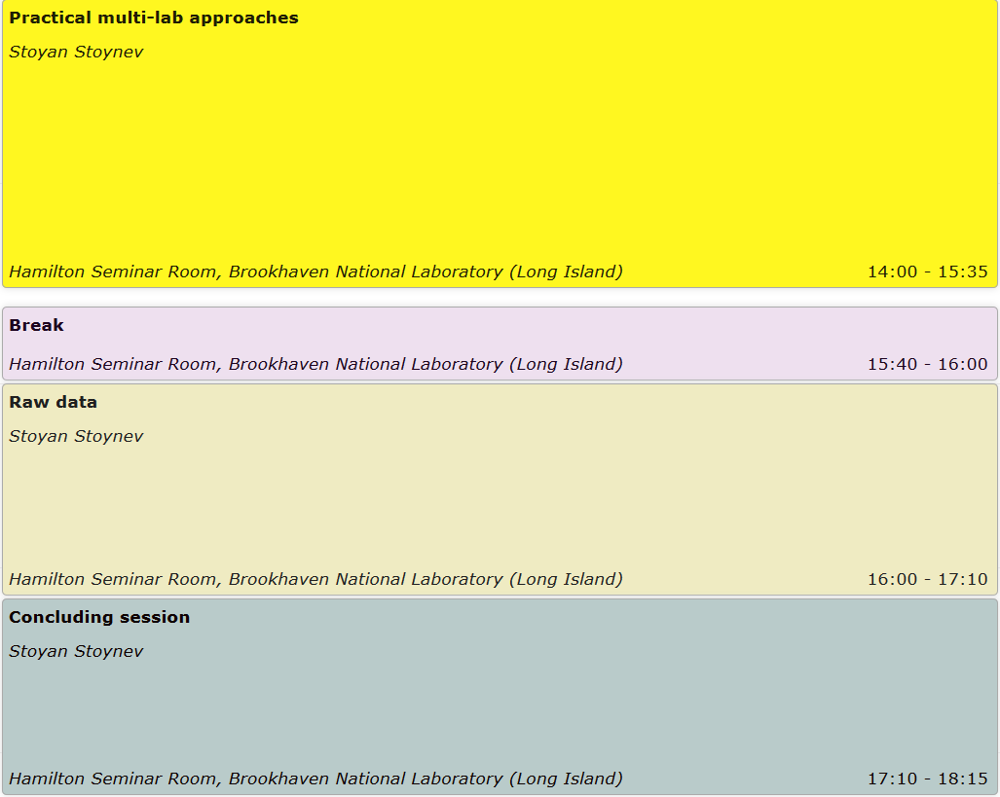 Practical multi-lab approaches
Stoyan Stoynev
Hamilton Seminar Room, Brookhaven National Laboratory (Long Island) 14:00 - 15:35
Break
Hamilton Seminar Room, Brookhaven National Laboratory (Long Island) 15:40 - 16:00
Raw data
Stoyan Stoynev
Hamilton Seminar Room, Brookhaven National Laboratory (Long Island) 16:00 - 17:10
Concluding session
Stoyan Stoynev
Hamilton Seminar Room, Brookhaven National Laboratory (Long Island) 17:10 - 18:15